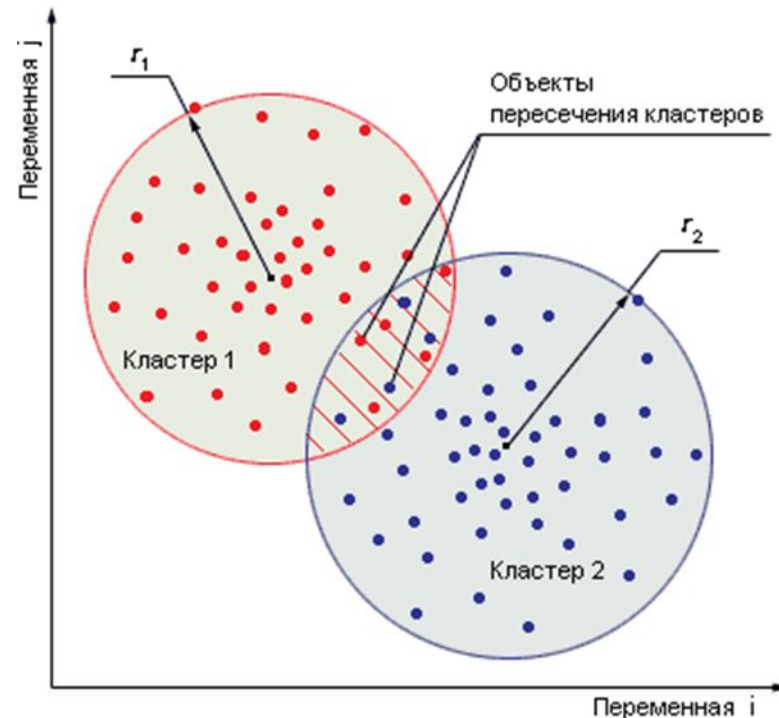 Переменная j
r1
Объекты
пересечения кластеров
r2
Кластер 1
Кластер 2
Переменная i